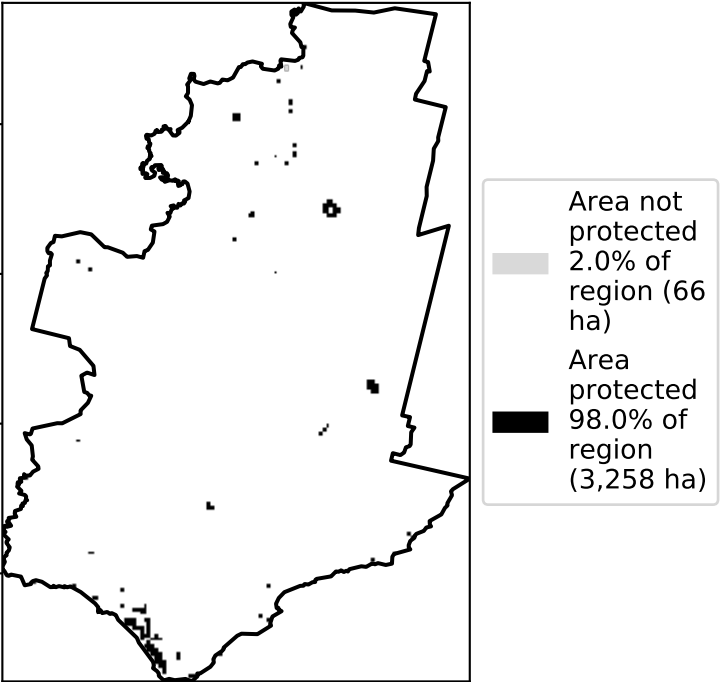 Area not
protected
2.0% of
region (66
ha)
Area
protected
98.0% of
region
(3,258 ha)